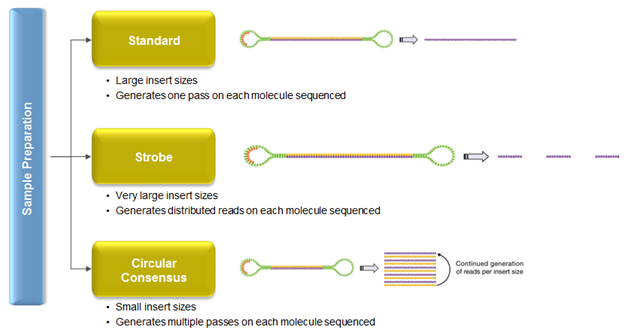 Sample Preparation
Standard
• Large insert sizes
• Generates one pass on each molecule sequenced
Strobe
• Very large insert sizes
• Generates distributed reads on each molecule sequenced
Circular
Consensus
Continued generation
of reads per insert size
• Small insert sizes
• Generates multiple passes on each molecule sequenced